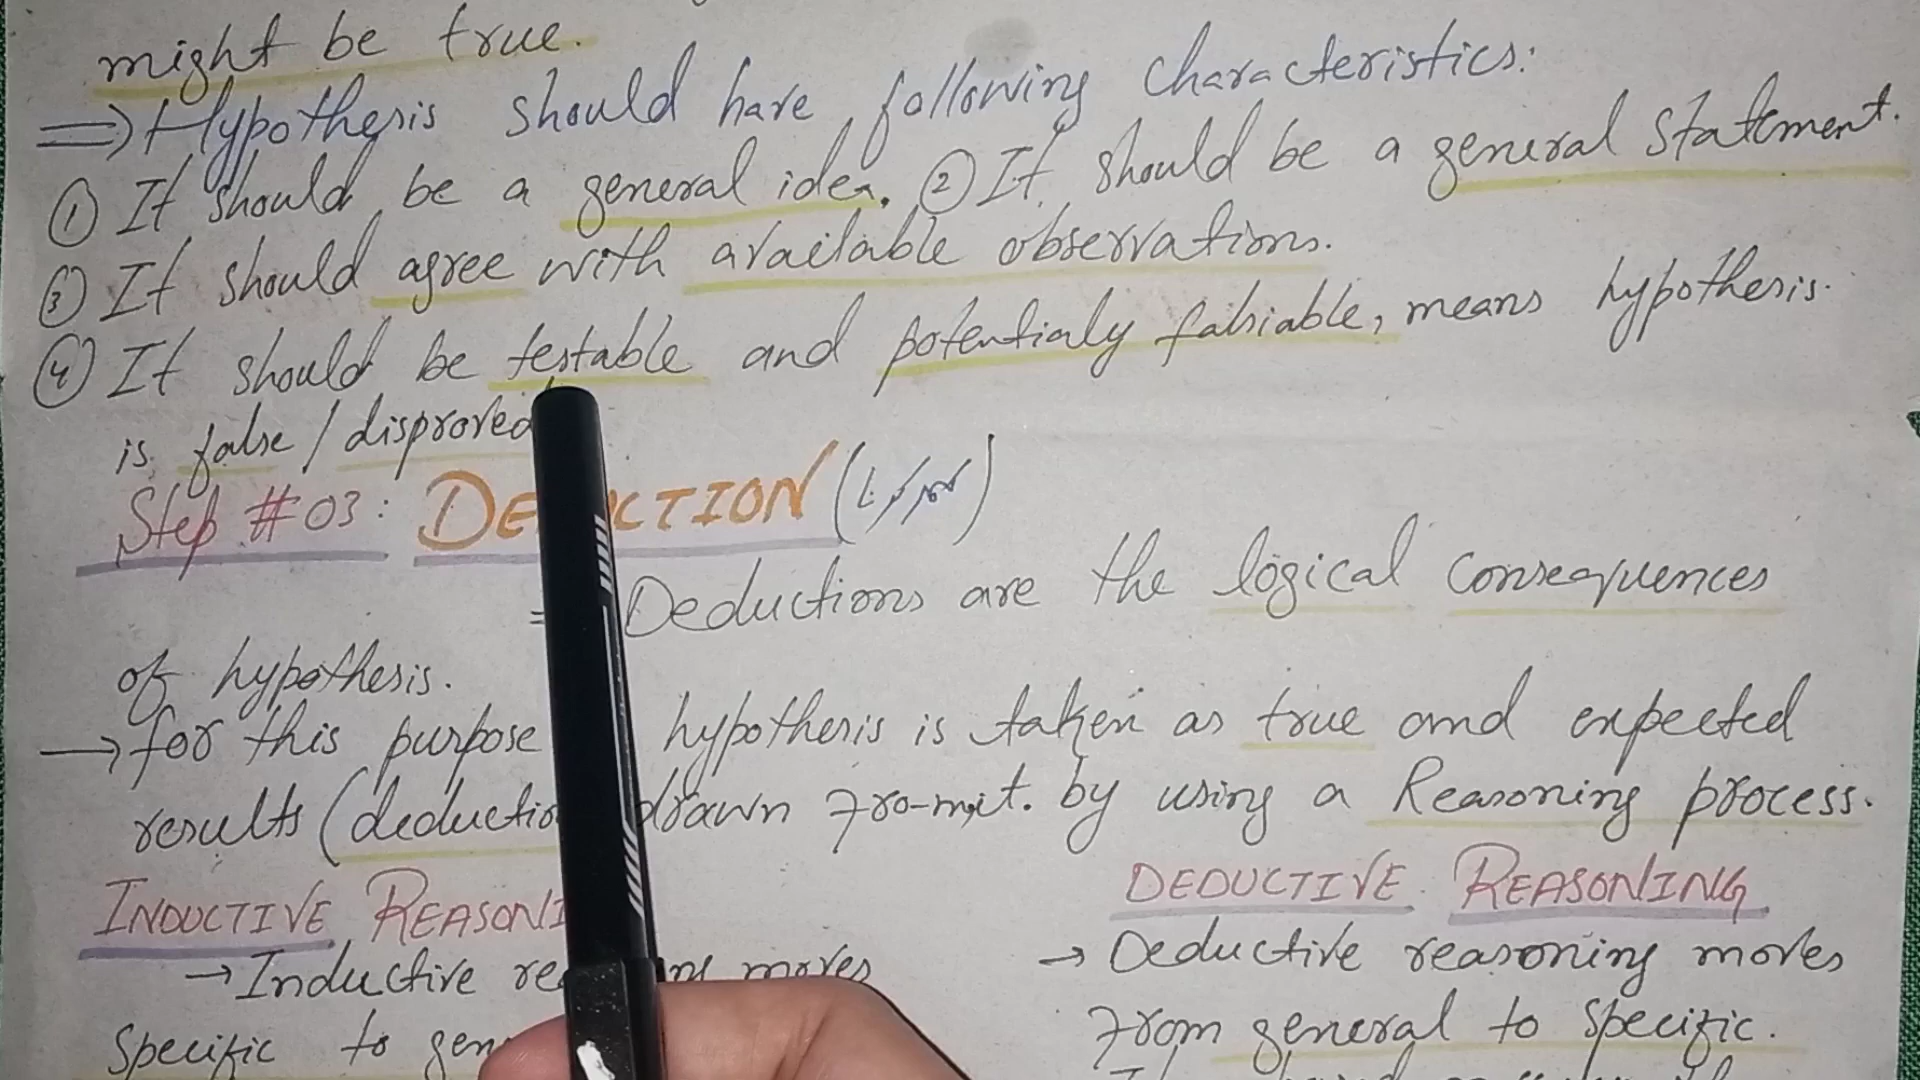 might be true.
⇒ Hypothesis should have following characteristics:
① It should be a general idea. ② It should be a general statement.
③ It should agree with available observations.
④ It should be testable and potentialy falsiable, means hypothesis.
is false / disproved
Step #03: DE CTION
Deductions are the logical consequences
of hypothesis.
→ for this purpose hypothesis is taken as true and expected
results (deductio drawn from it. by using a Reasoning process.
INDUCTIVE REASONI
DEDUCTIVE REASONING
→ Inductive rea ng moves
Specific to gen
→ Deductive reasoning moves
From general to specific.